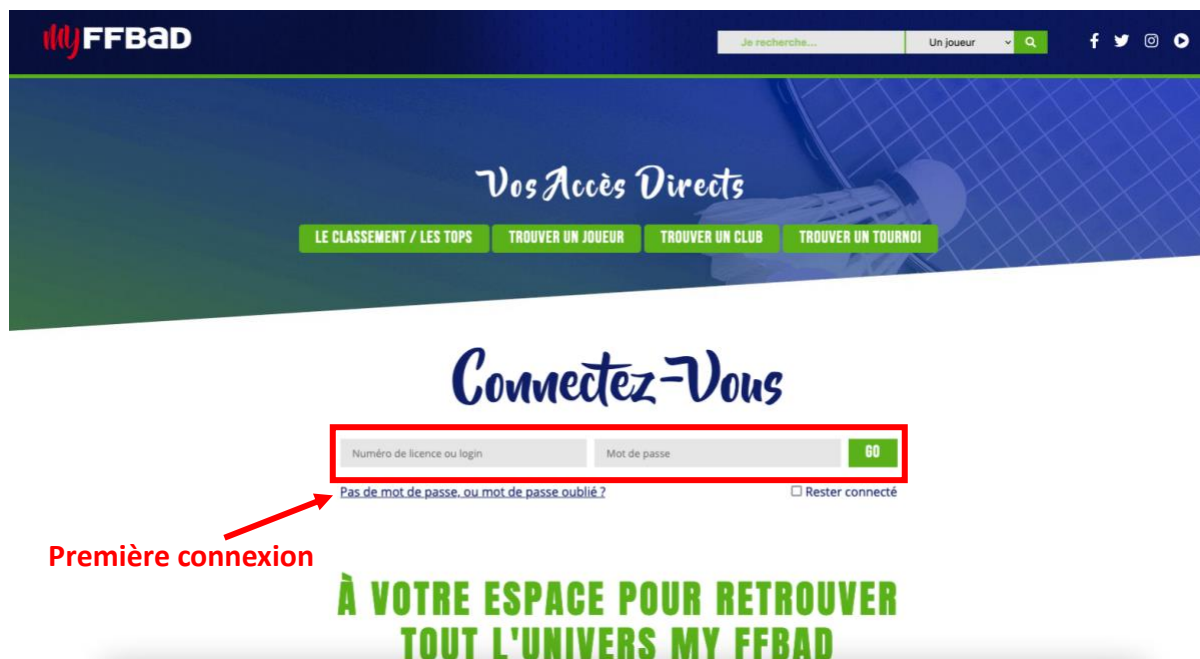 MyFFBaD
Je recherche...
Un joueur
Vos Accès Directs
LE CLASSEMENT / LES TOPS
TROUVER UN JOUEUR
TROUVER UN CLUB
TROUVER UN TOURNOI
Connectez-Vous
Numéro de licence ou login
Mot de passe
GO
Pas de mot de passe, ou mot de passe oublié ?
Rester connecté
Première connexion
À VOTRE ESPACE POUR RETROUVER
TOUT L'UNIVERS MY FFBAD